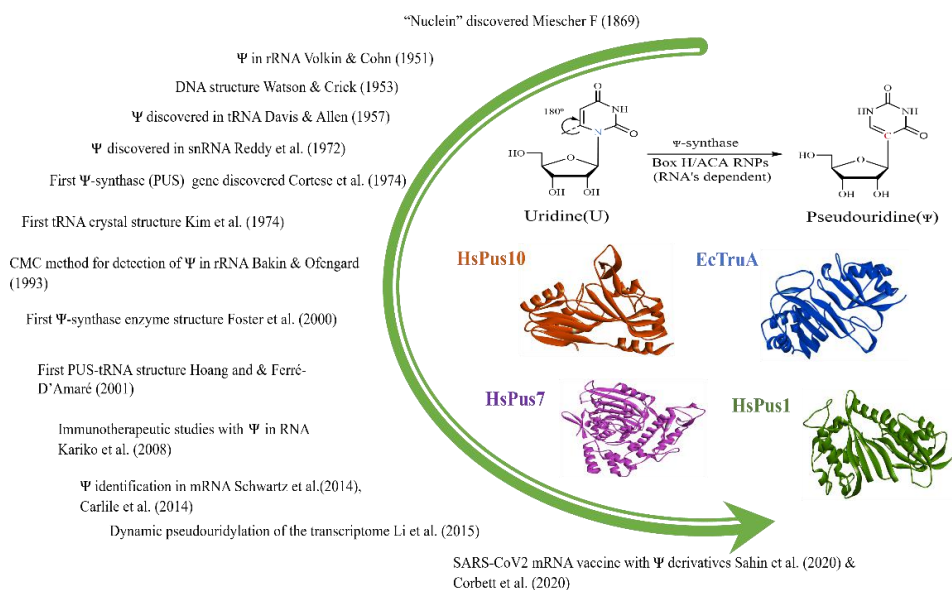 “Nuclein” discovered Miescher F (1869)
Ψ in rRNA Volkin & Cohn (1951)
DNA structure Watson & Crick (1953)
Ψ discovered in tRNA Davis & Allen (1957)
Ψ discovered in snRNA Reddy et al. (1972)
First Ψ-synthase (PUS) gene discovered Cortese et al. (1974)
First tRNA crystal structure Kim et al. (1974)
CMC method for detection of Ψ in rRNA Bakin & Ofengard
(1993)
First Ψ-synthase enzyme structure Foster et al. (2000)
First PUS-tRNA structure Hoang and & Ferré-
D’Amaré (2001)
Immunotherapeutic studies with Ψ in RNA
Kariko et al. (2008)
Ψ identification in mRNA Schwartz et al.(2014),
Carlile et al. (2014)
Dynamic pseudouridylation of the transcriptome Li et al. (2015)
SARS-CoV2 mRNA vaccine with Ψ derivatives Sahin et al. (2020) &
Corbett et al. (2020)
O
180°
NH
N
O
HO
O
OH OH
Uridine(U)
Ψ-synthase
Box H/ACA RNPs
(RNA's dependent)
O
HN
NH
C
O
HO
O
OH OH
Pseudouridine(Ψ)
HsPus10
EcTruA
HsPus7
HsPus1